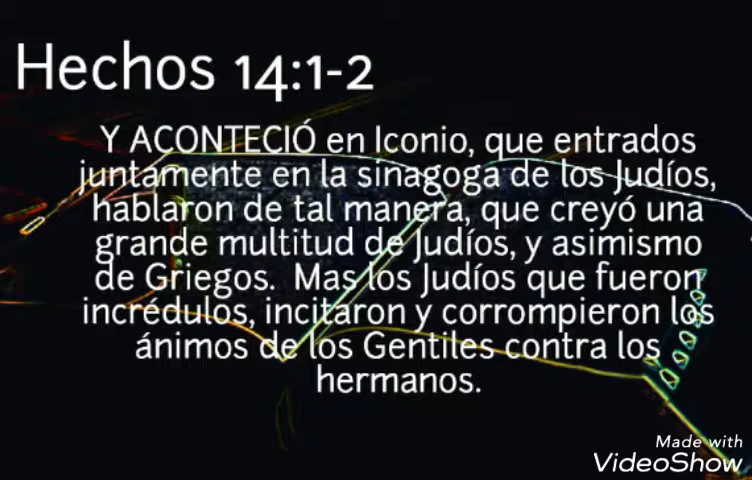 Hechos 14:1-2
Y ACONTECIÓ en Iconio, que entrados
juntamente en la sinagoga de los Judíos,
hablaron de tal manera, que creyó una
grande multitud de Judíos, y asimismo
de Griegos. Mas los Judíos que fueron
incrédulos, incitaron y corrompieron los
ánimos de los Gentiles contra los
hermanos.
Made with
VideoShow